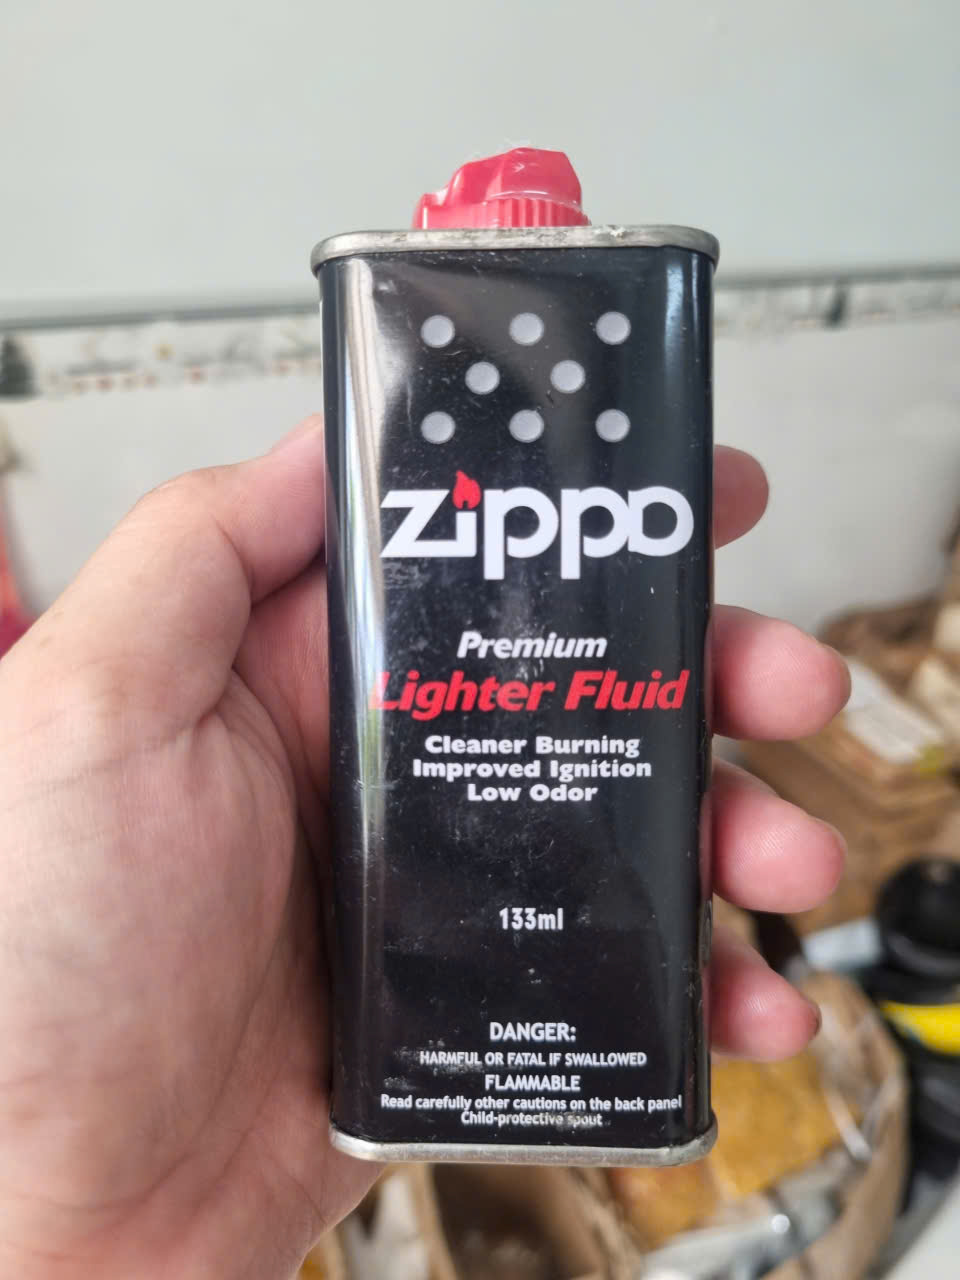 zippo
Premium
Lighter Fluid
Cleaner Burning
Improved Ignition
Low Odor
133ml
DANGER:
HARMFUL OR FATAL IF SWALLOWED
FLAMMABLE
Read carefully other cautions on the back panel
Child-protective spout